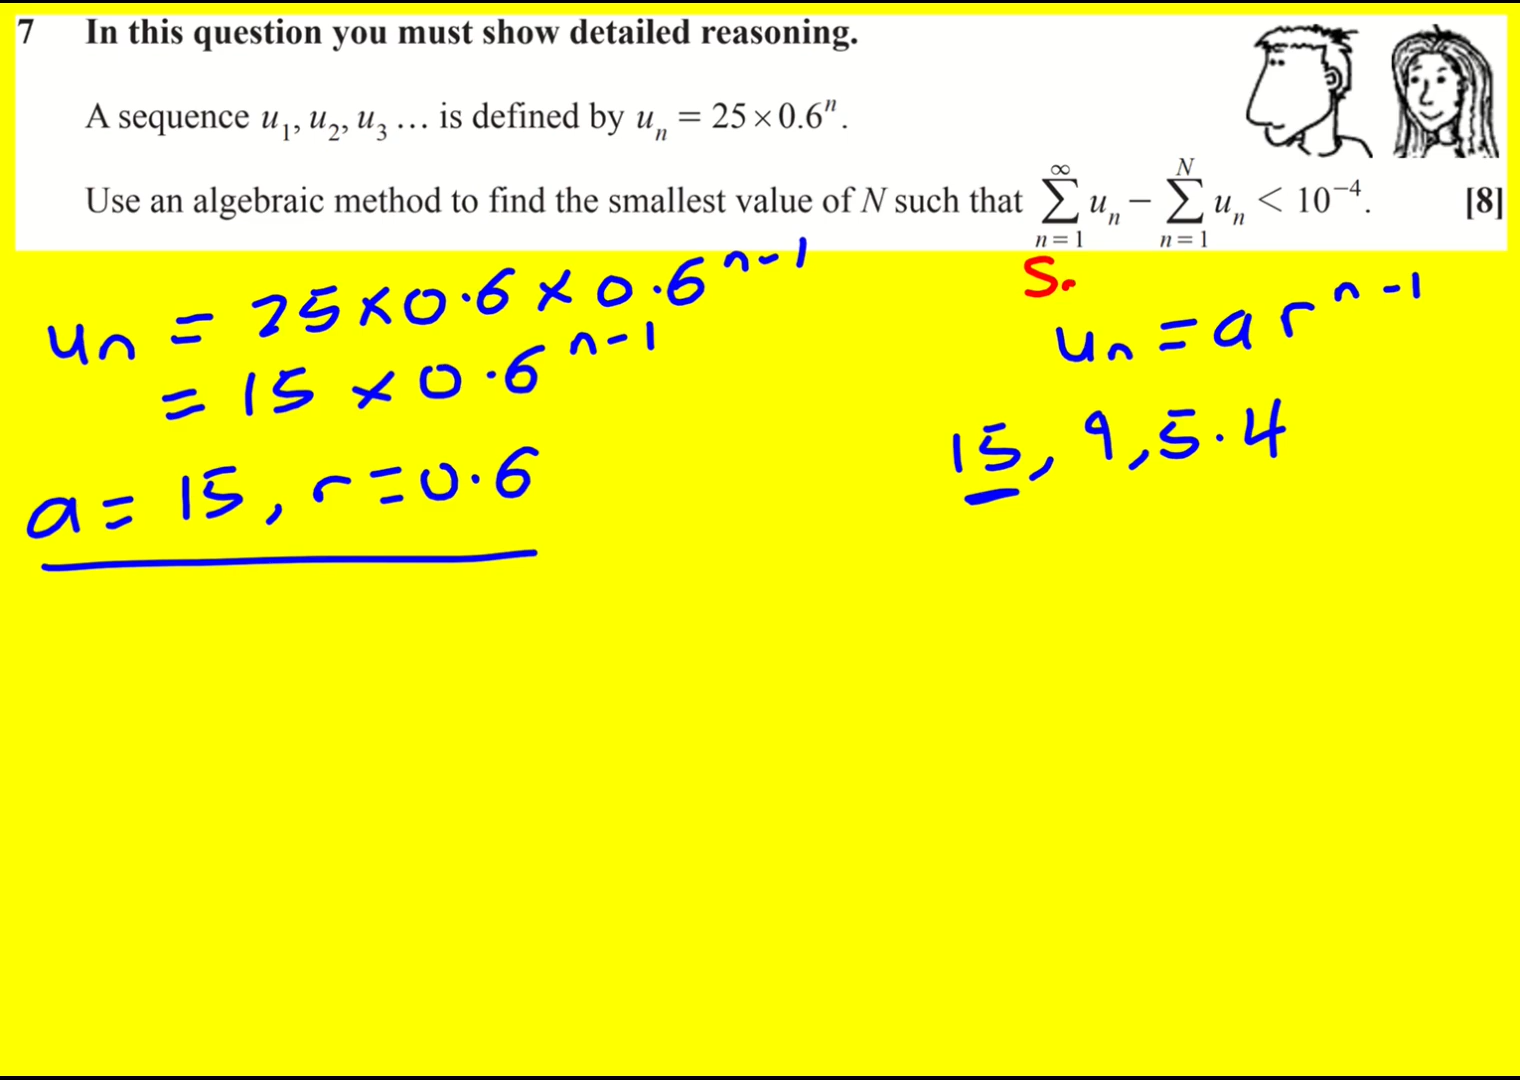 7 In this question you must show detailed reasoning.
A sequence u₁, u₂, u₃ … is defined by uₙ = 25 × 0.6ⁿ.
Use an algebraic method to find the smallest value of N such that ∑_{n=1}^{∞} uₙ − ∑_{n=1}^{N} uₙ < 10⁻⁴. [8]
uₙ = 25 × 0.6 × 0.6ⁿ⁻¹
= 15 × 0.6ⁿ⁻¹
a = 15, r = 0.6
S
uₙ = arⁿ⁻¹
15, 9, 5.4